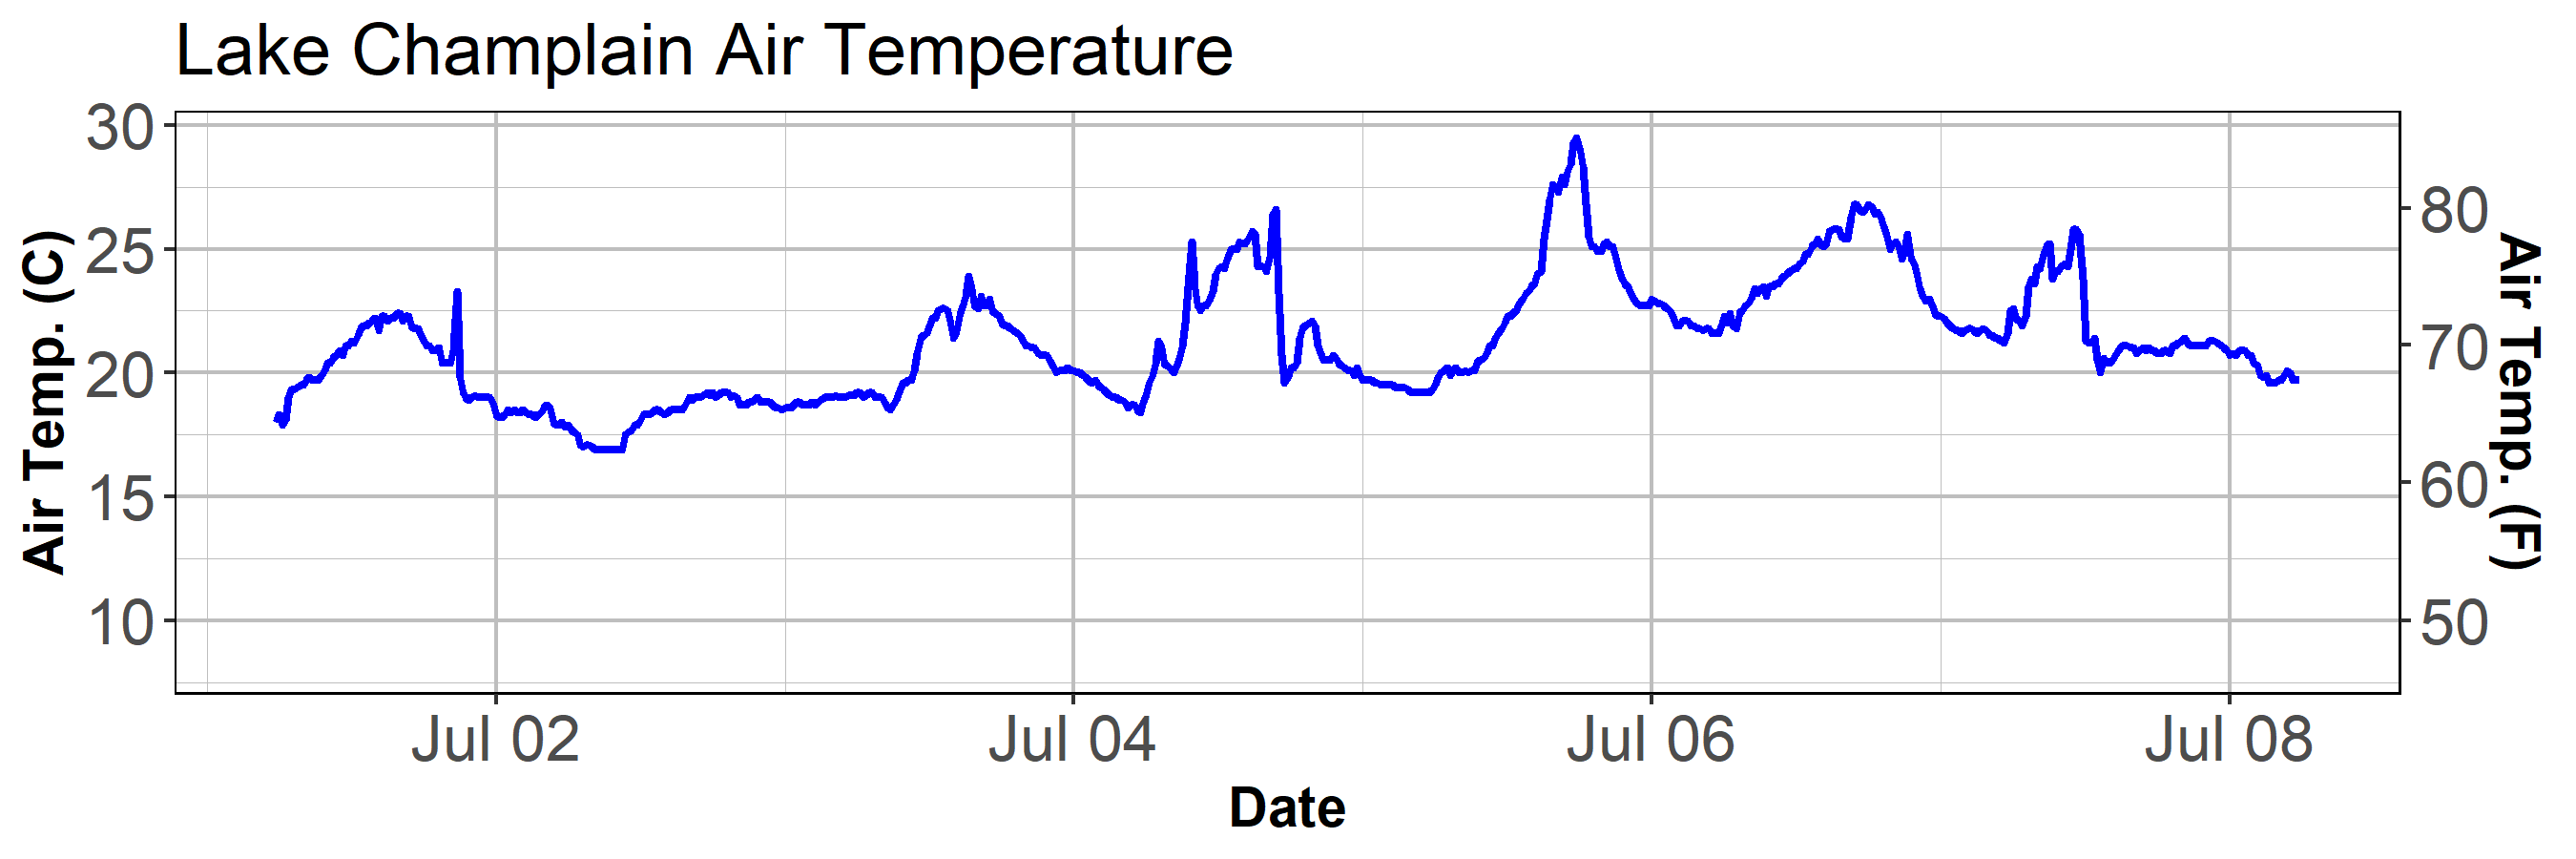 Lake Champlain Air Temperature
Air Temp. (C)
30
25
20
15
10
80
70
60
50
Air Temp. (F)
Jul 02
Jul 04
Jul 06
Jul 08
Date